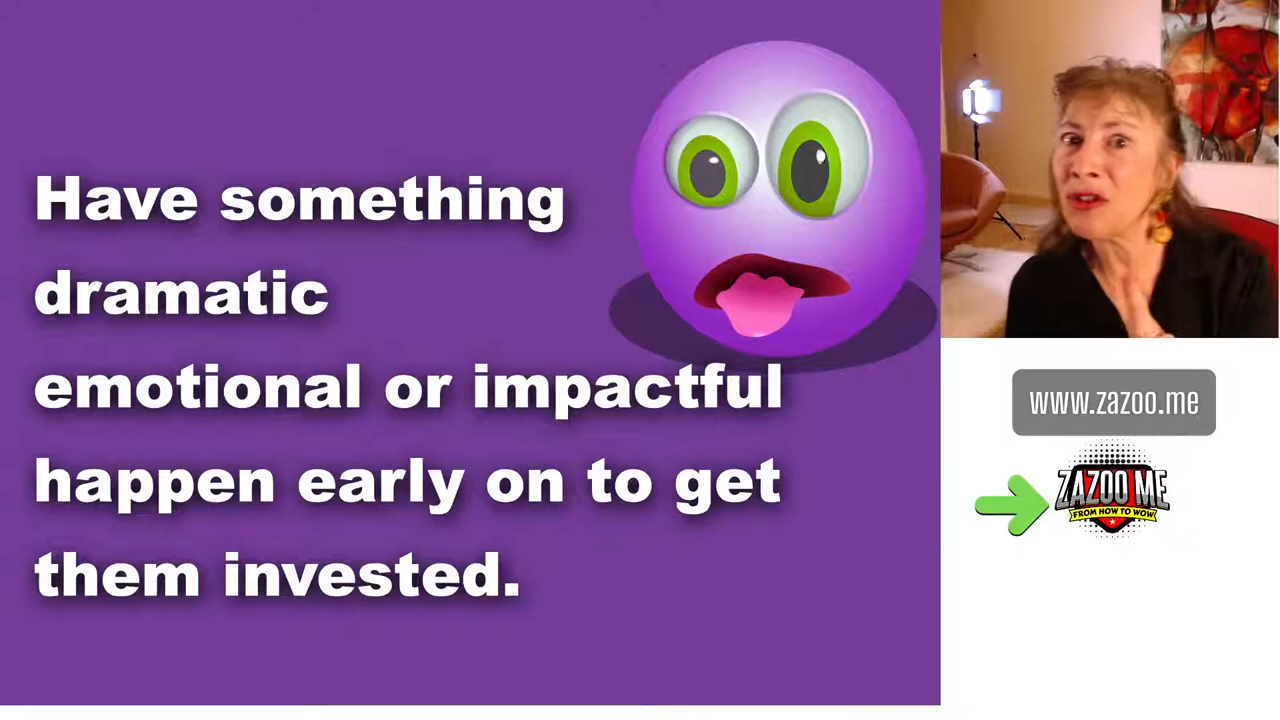 Have something
dramatic
emotional or impactful
happen early on to get
them invested.
www.zazoo.me
ZAZOO ME
FROM HOW TO WOW